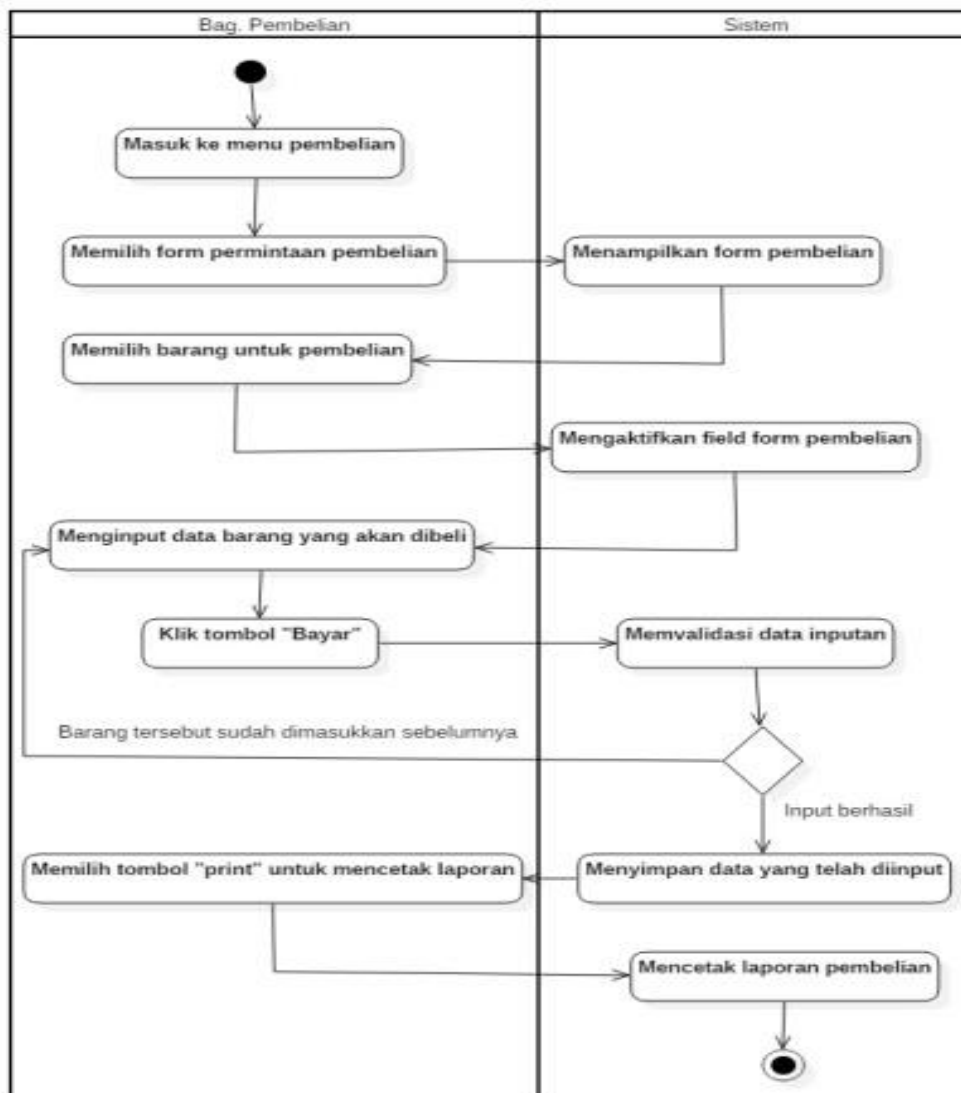 Bag. Pembelian
Sistem
Masuk ke menu pembelian
Memilih form permintaan pembelian
Menampilkan form pembelian
Memilih barang untuk pembelian
Mengaktifkan field form pembelian
Menginput data barang yang akan dibeli
Klik tombol "Bayar"
Memvalidasi data inputan
Barang tersebut sudah dimasukkan sebelumnya
Input berhasil
Memilih tombol "print" untuk mencetak laporan
Menyimpan data yang telah diinput
Mencetak laporan pembelian